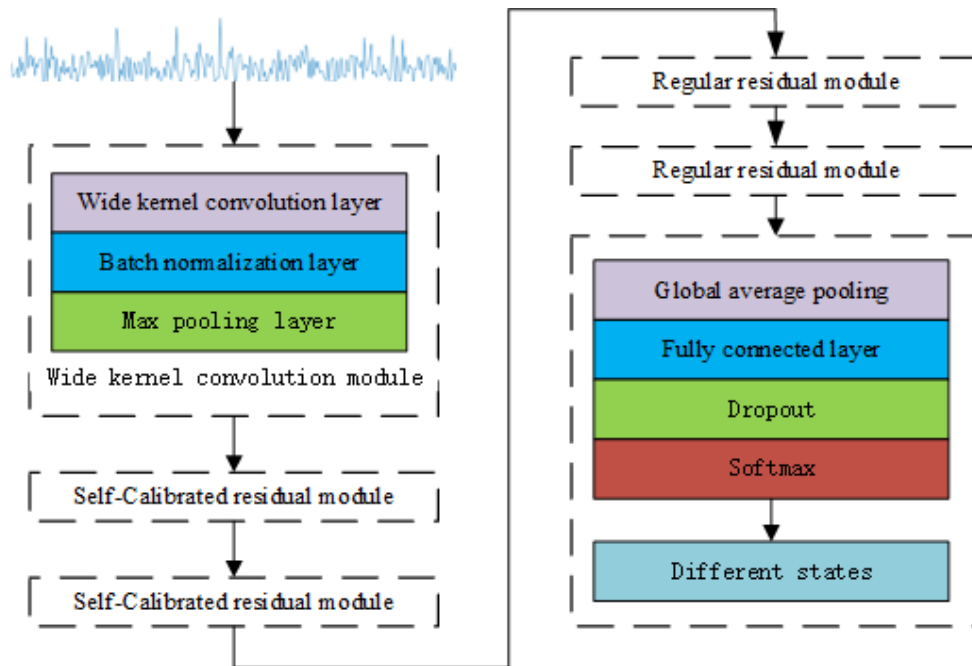 Wide kernel convolution layer
Batch normalization layer
Max pooling layer
Wide kernel convolution module
Self-Calibrated residual module
Self-Calibrated residual module
Regular residual module
Regular residual module
Global average pooling
Fully connected layer
Dropout
Softmax
Different states